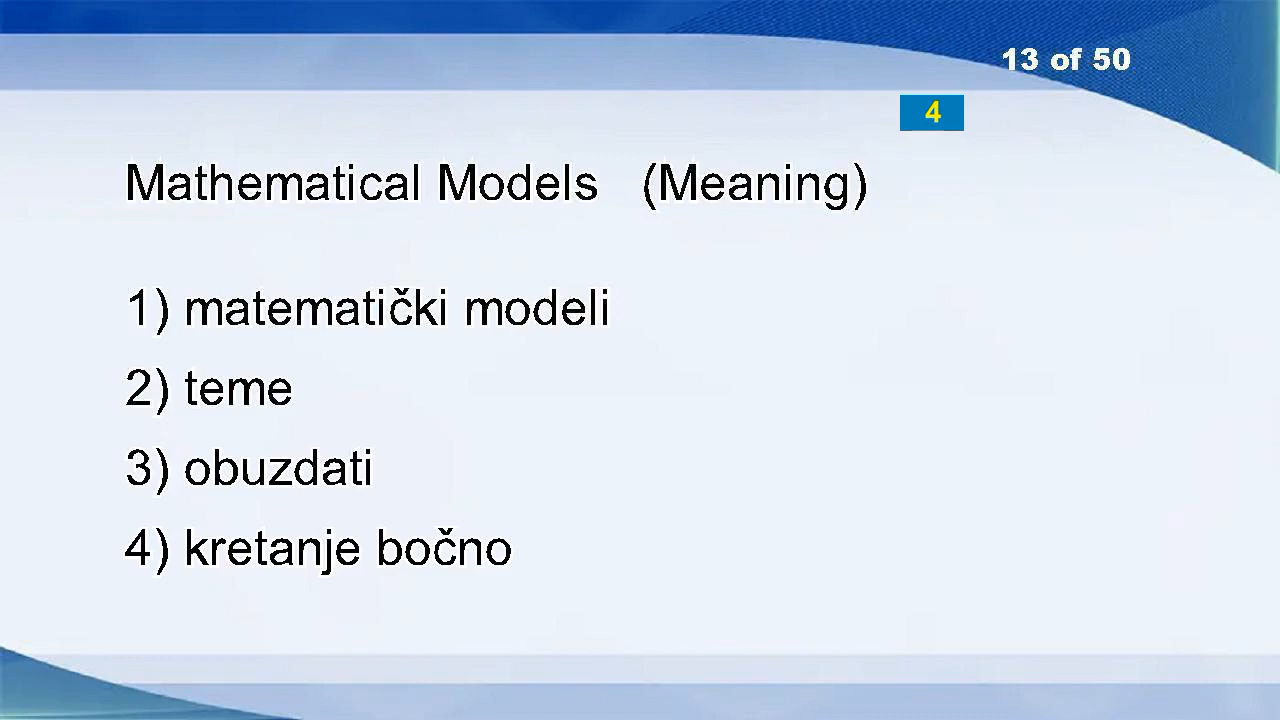 13 of 50
4
Mathematical Models (Meaning)
1) matematički modeli
2) teme
3) obuzdati
4) kretanje bočno